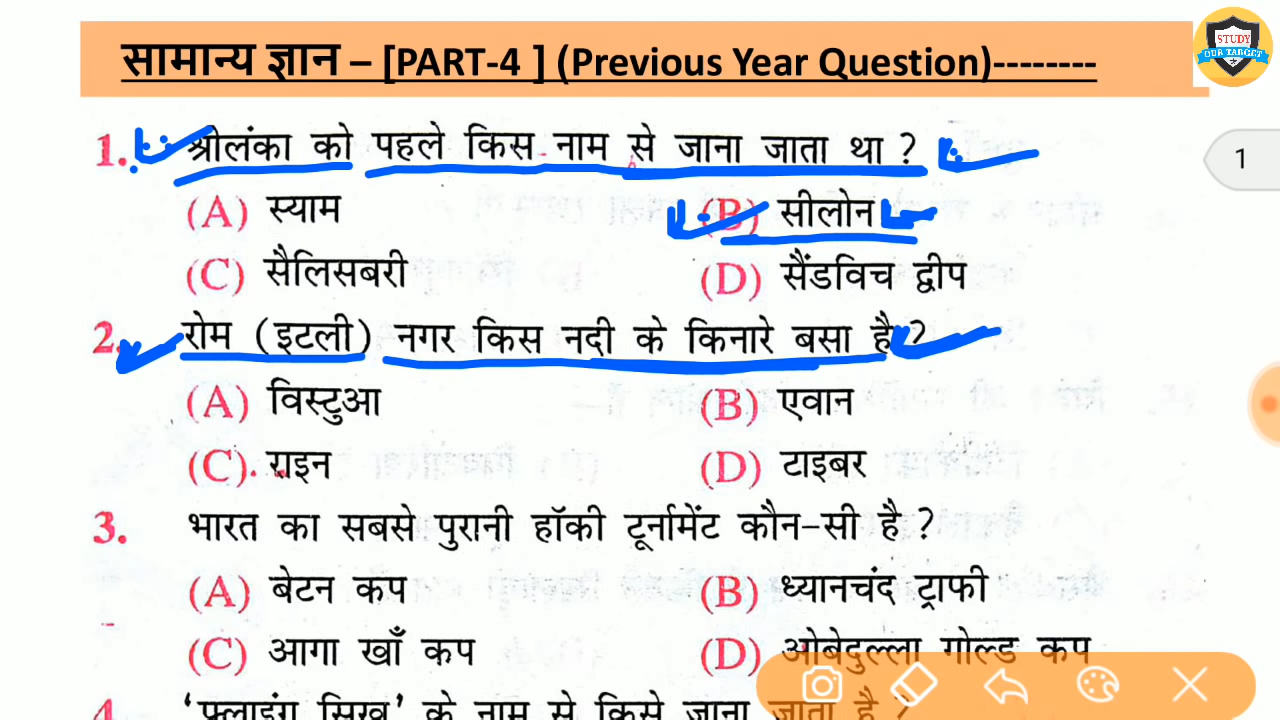 सामान्य ज्ञान – [PART-4 ] (Previous Year Question)--------
STUDY
OUR TARGET
1. श्रीलंका को पहले किस नाम से जाना जाता था ?
1
(A) स्याम (B) सीलोन
(C) सैलिसबरी (D) सैंडविच द्वीप
2. रोम (इटली) नगर किस नदी के किनारे बसा है ?
(A) विस्टुआ (B) एवान
(C) राइन (D) टाइबर
3. भारत का सबसे पुरानी हॉकी टूर्नामेंट कौन-सी है ?
(A) बेटन कप (B) ध्यानचंद ट्राफी
(C) आगा खाँ कप (D) ओबेदुल्ला गोल्ड कप
4. ‘फ्लाइंग सिख’ के नाम से किसे जाना जाता है ?